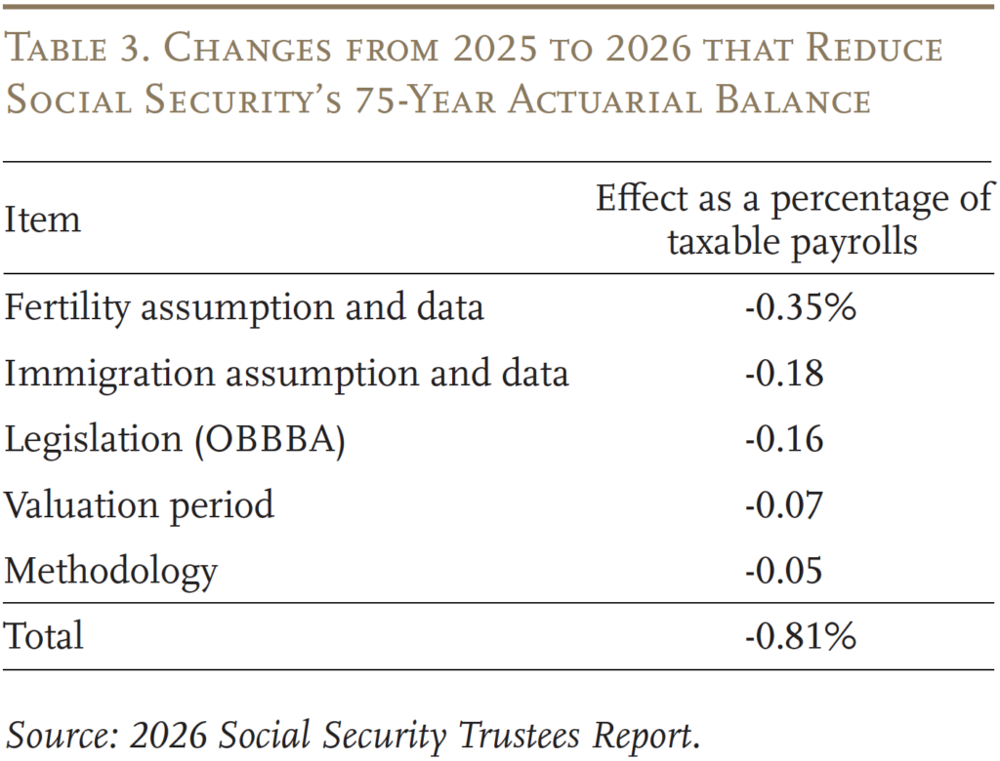 Table 3. Changes from 2025 to 2026 that Reduce
Social Security’s 75-Year Actuarial Balance
Item
Effect as a percentage of
taxable payrolls
Fertility assumption and data -0.35%
Immigration assumption and data -0.18
Legislation (OBBBA) -0.16
Valuation period -0.07
Methodology -0.05
Total -0.81%
Source: 2026 Social Security Trustees Report.